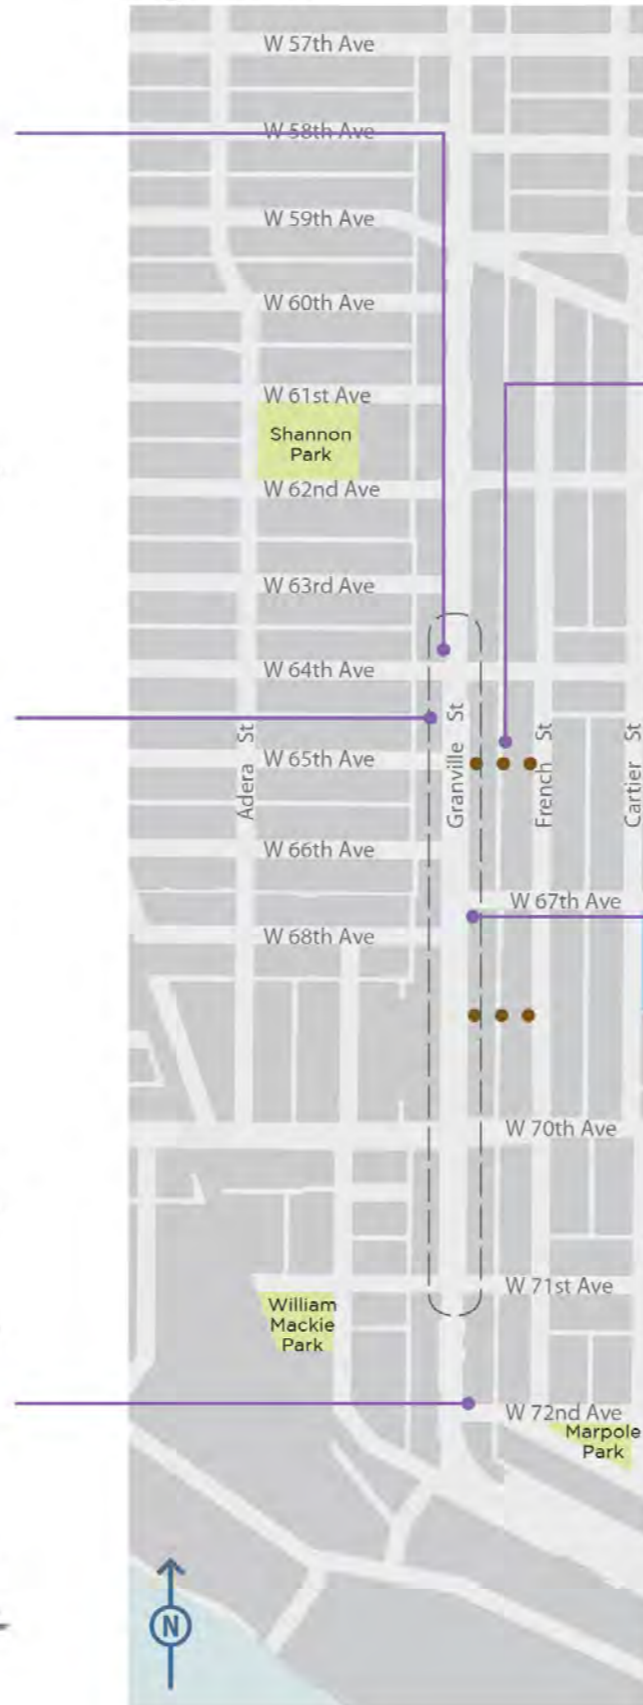 W 57th Ave
W 58th Ave
W 59th Ave
W 60th Ave
W 61st Ave
Shannon
Park
W 62nd Ave
W 63rd Ave
W 64th Ave
Adera St
Granville St
French St
Cartier St
W 65th Ave
W 66th Ave
W 67th Ave
W 68th Ave
W 70th Ave
W 71st Ave
William
Mackie
Park
W 72nd Ave
Marpole
Park
N